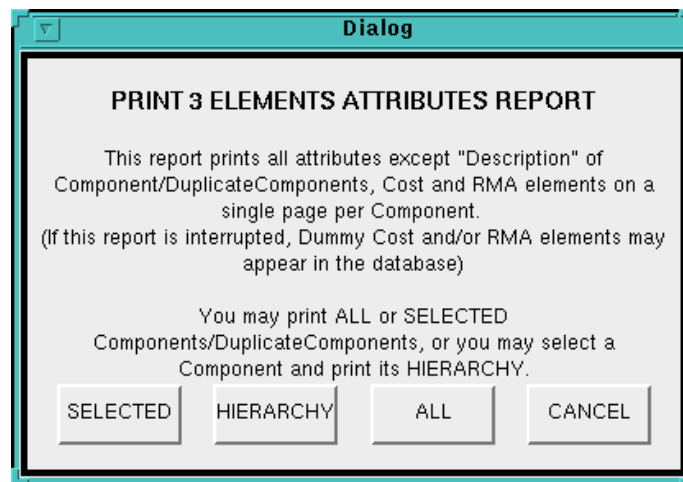 Dialog
PRINT 3 ELEMENTS ATTRIBUTES REPORT
This report prints all attributes except "Description" of
Component/DuplicateComponents, Cost and RMA elements on a
single page per Component.
(If this report is interrupted, Dummy Cost and/or RMA elements may
appear in the database)
You may print ALL or SELECTED
Components/DuplicateComponents, or you may select a
Component and print its HIERARCHY.
SELECTED HIERARCHY ALL CANCEL